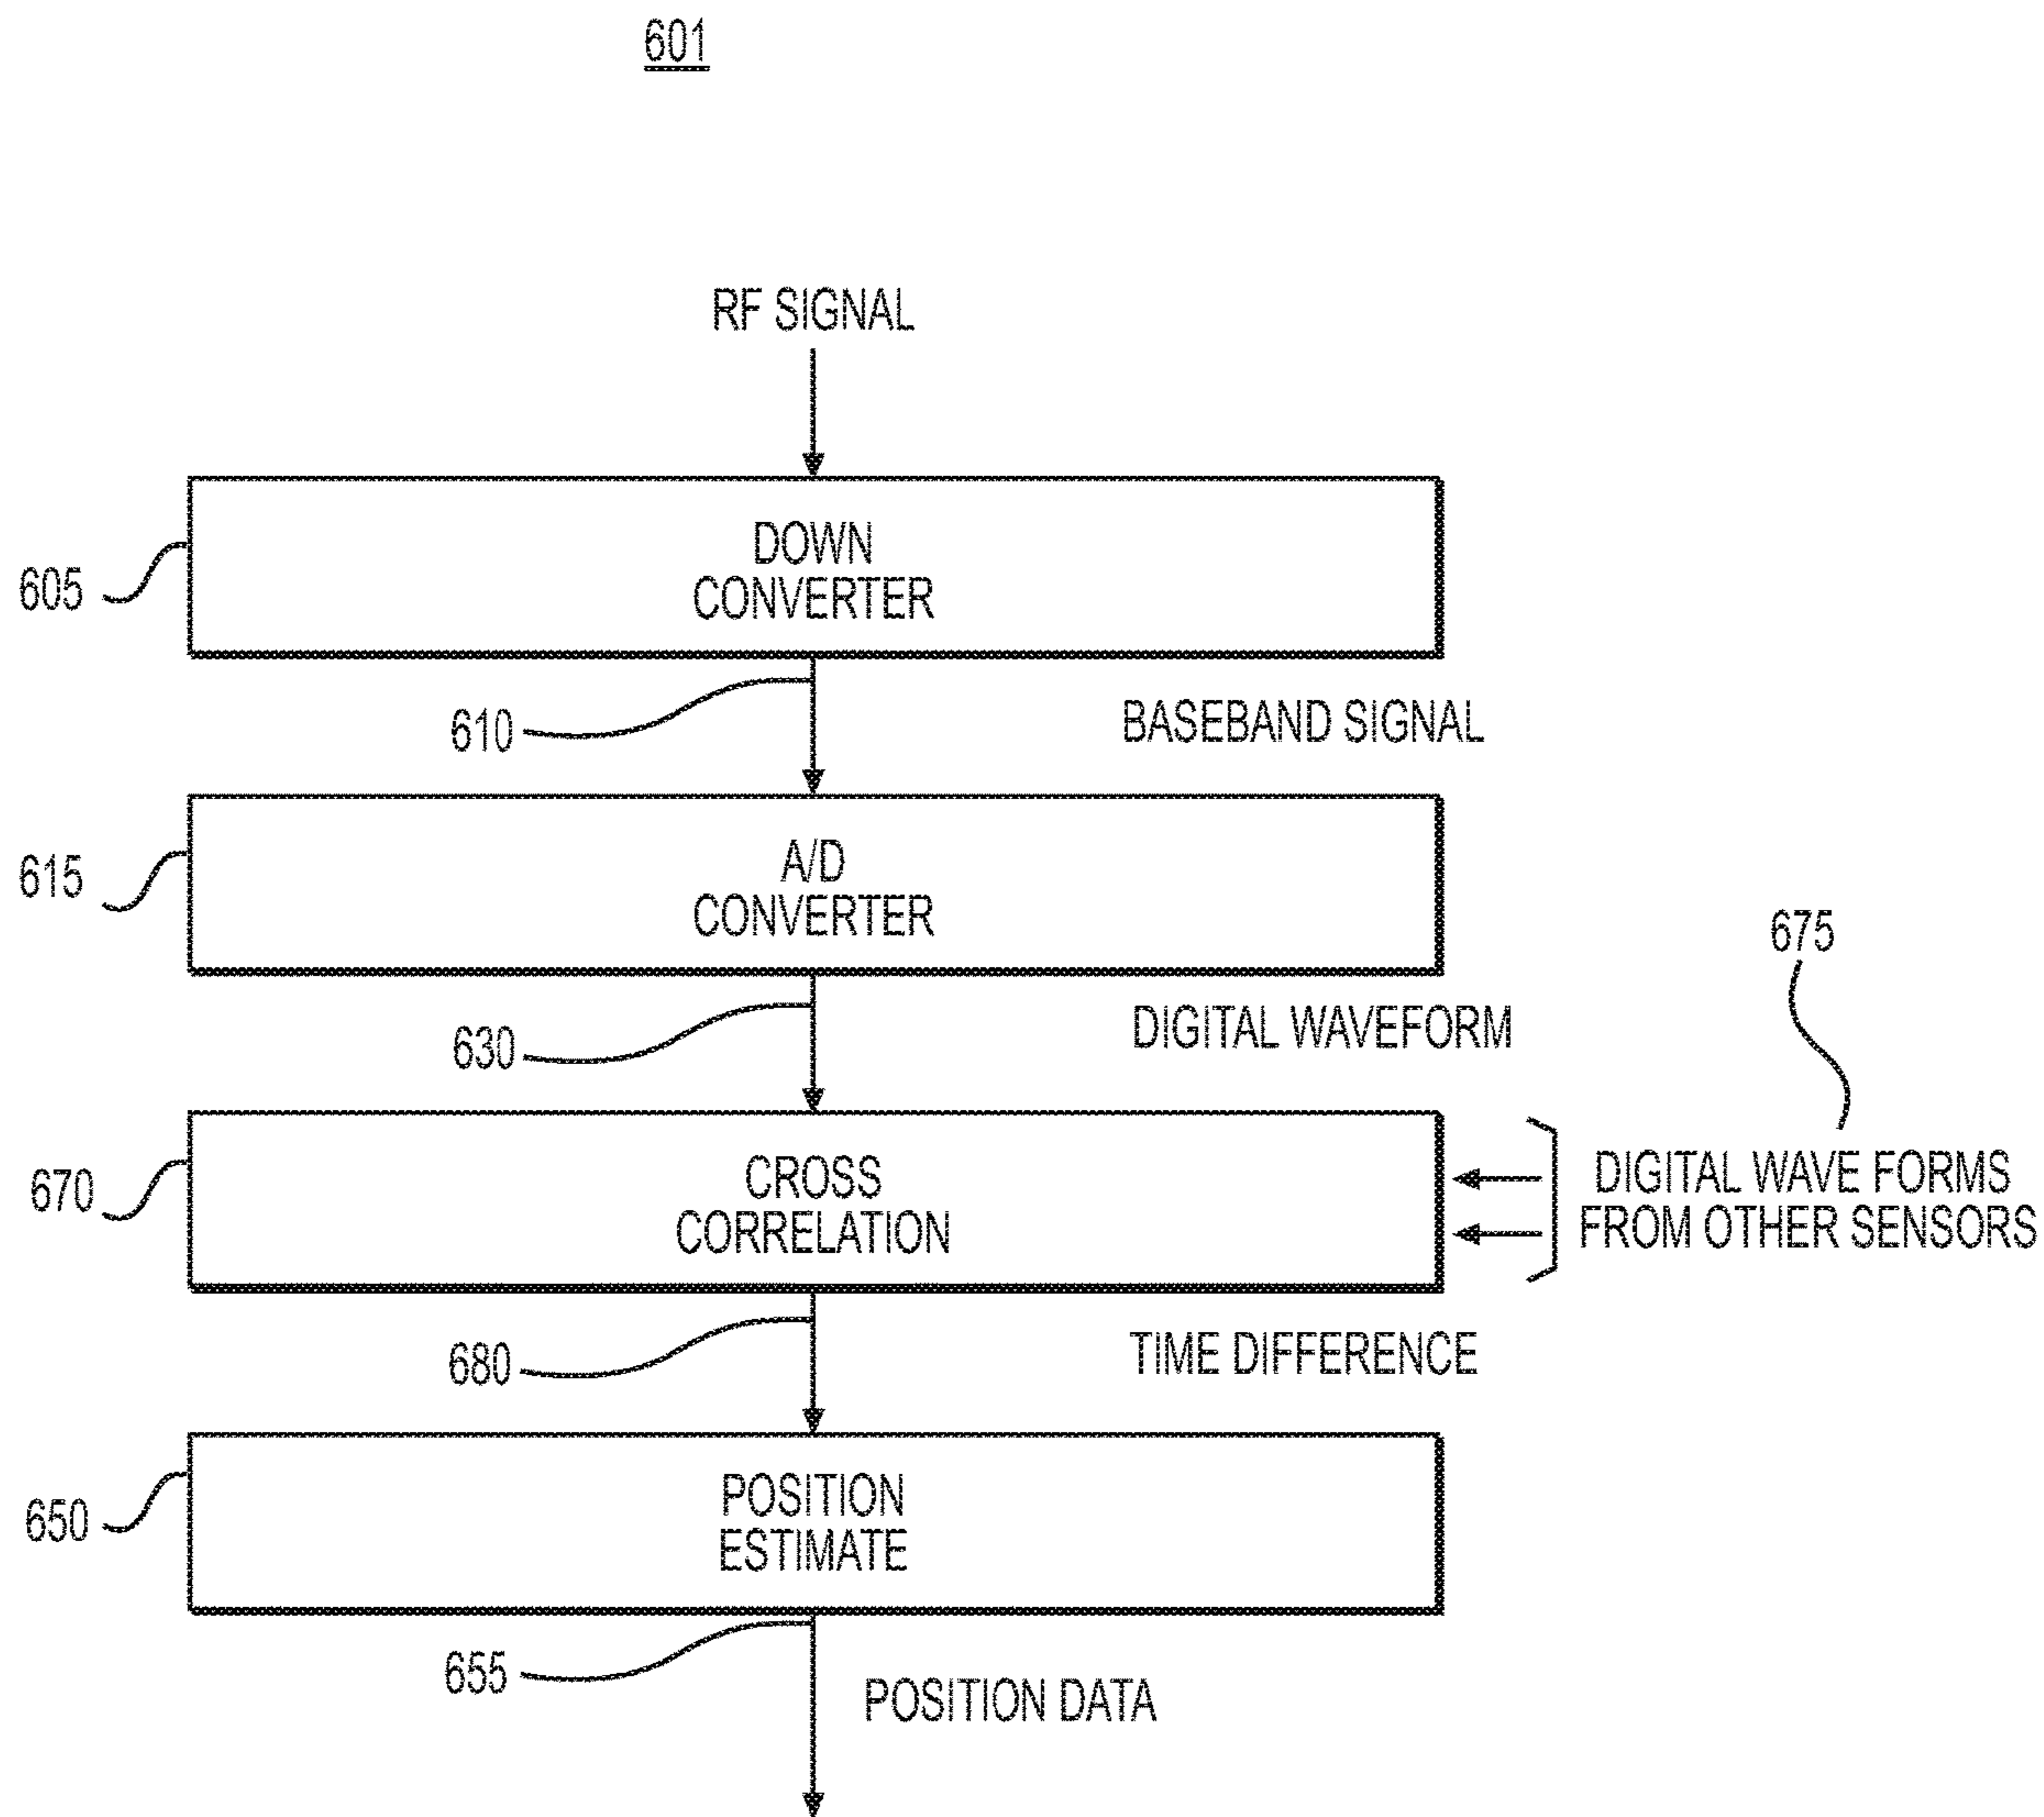 601
RF SIGNAL
DOWN
CONVERTER
605
610
BASEBAND SIGNAL
A/D
CONVERTER
615
675
630
DIGITAL WAVEFORM
CROSS
CORRELATION
670
DIGITAL WAVE FORMS
FROM OTHER SENSORS
680
TIME DIFFERENCE
POSITION
ESTIMATE
650
655
POSITION DATA